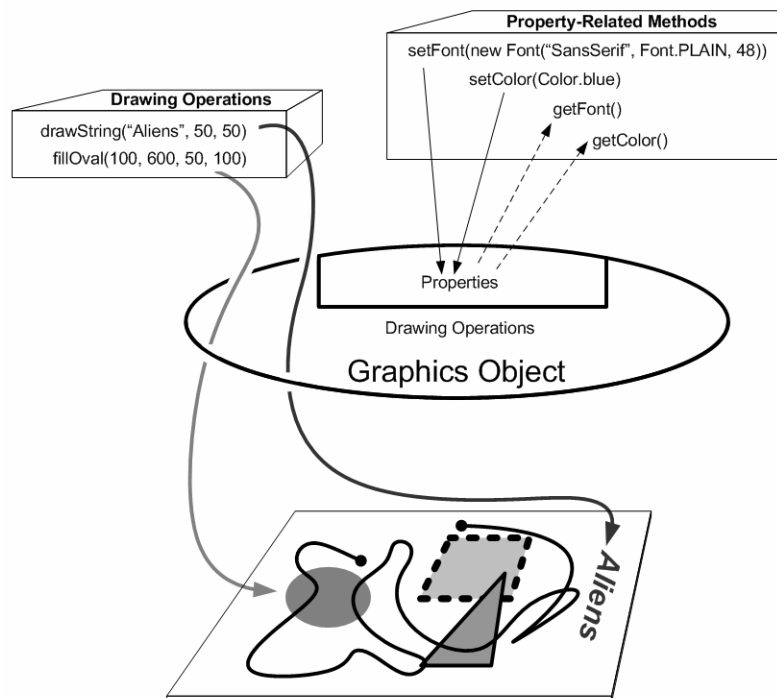 Property-Related Methods
setFont(new Font(“SansSerif”, Font.PLAIN, 48))
setColor(Color.blue)
getFont()
getColor()
Drawing Operations
drawString(“Aliens”, 50, 50)
fillOval(100, 600, 50, 100)
Properties
Drawing Operations
Graphics Object
Aliens